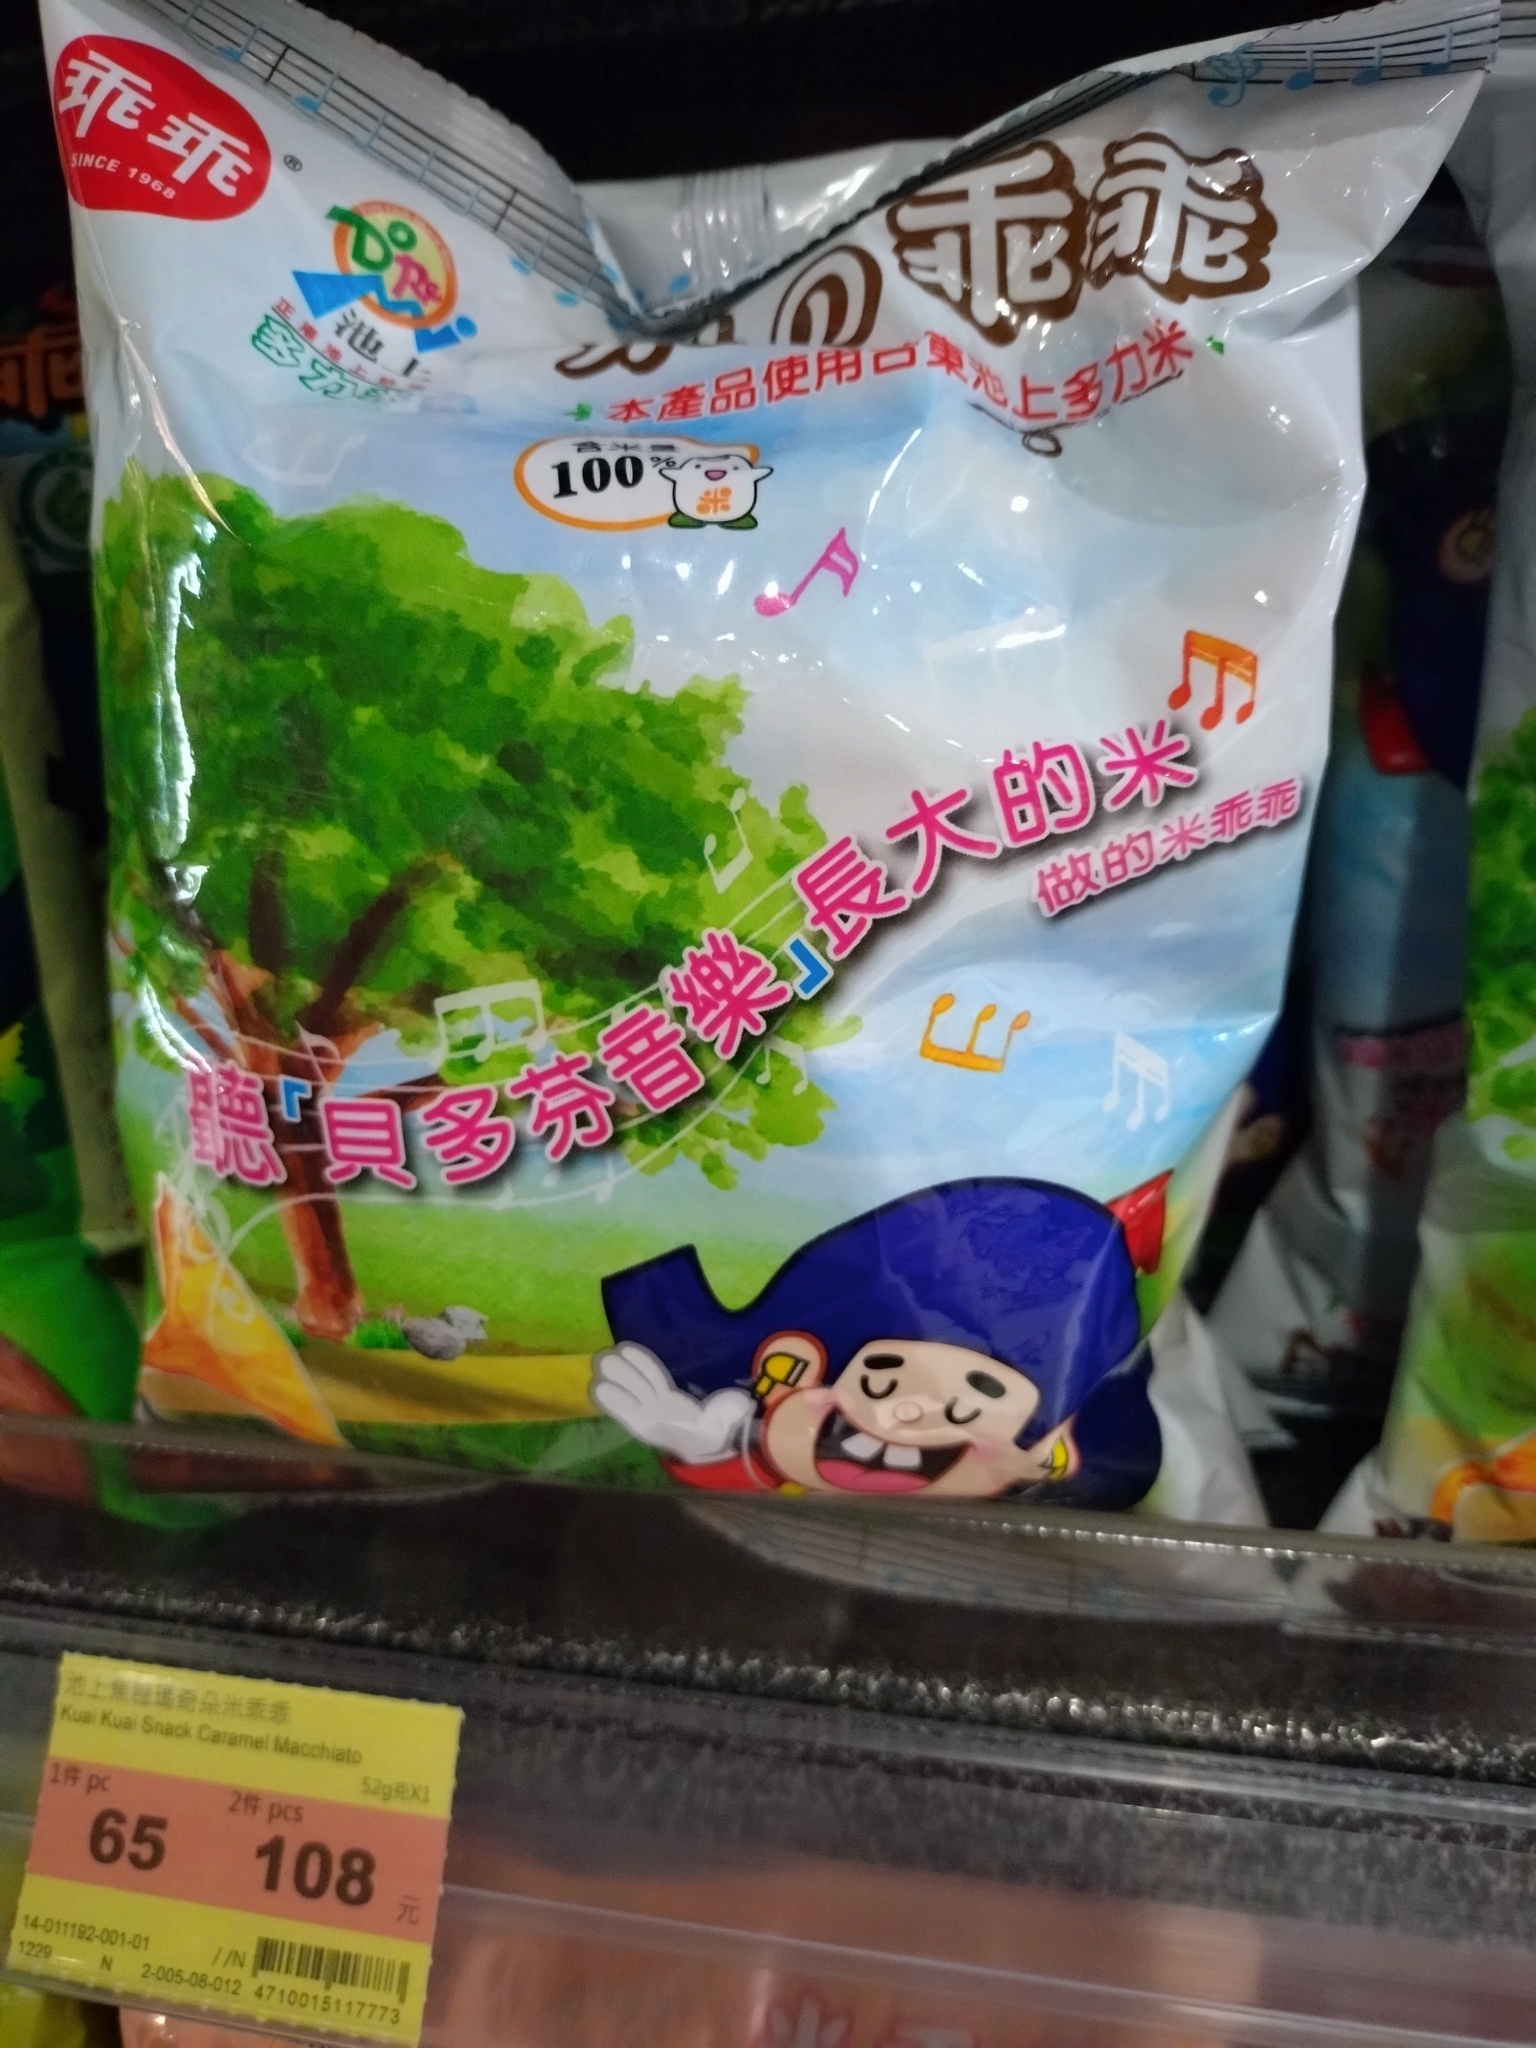 乖乖
SINCE 1968
®
池上
乖乖
本產品使用台東池上多力米
含米量
100%
米
聽「貝多芬音樂」長大的米
做的米乖乖
池上焦糖瑪奇朵米乖乖
Kuai Kuai Snack Caramel Macchiato
52g克X1
1件 pc
2件 pcs
65
108
元
14-011192-001-01
1229
N
//N
2-005-08-012
4710015117773